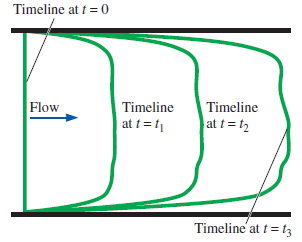 Timeline at t = 0
Flow
Timeline
at t = t1
Timeline
at t = t2
Timeline at t = t3